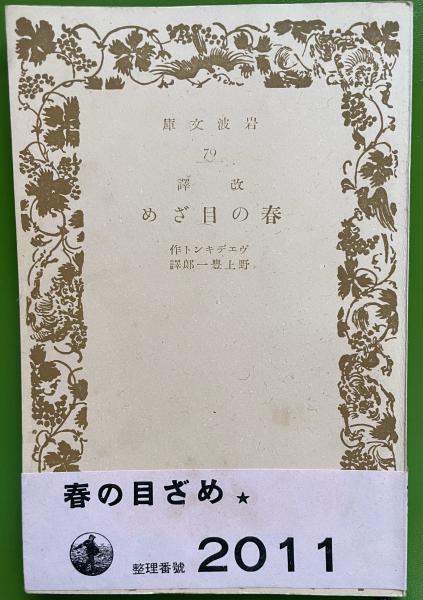 岩波文庫
79
改譯
春の目ざめ
ヴエデキント作
野上豊一郎譯
春の目ざめ ★
整理番號 2011